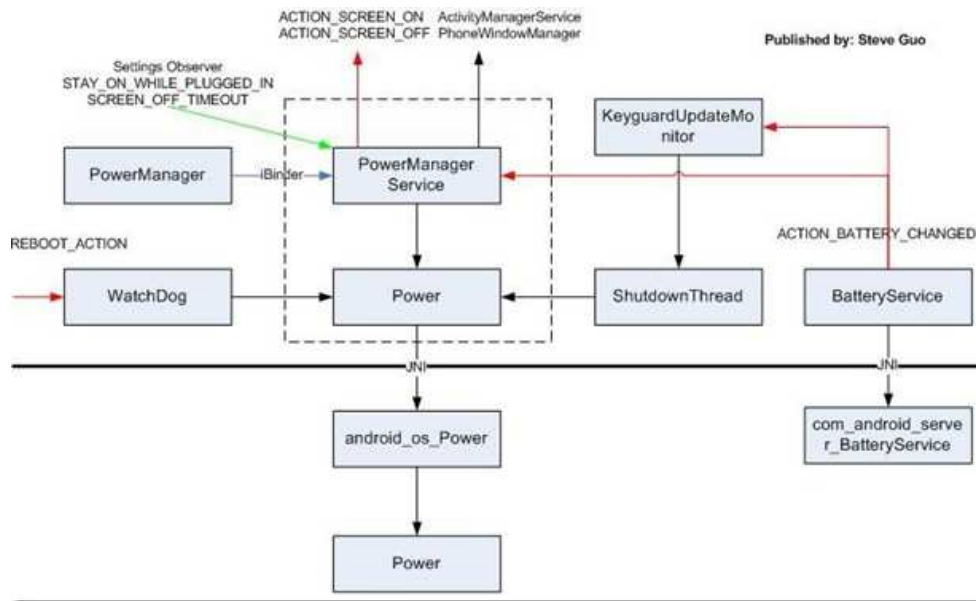 ACTION_SCREEN_ON ActivityManagerService
ACTION_SCREEN_OFF PhoneWindowManager
Published by: Steve Guo
Settings Observer
STAY_ON_WHILE_PLUGGED_IN
SCREEN_OFF_TIMEOUT
KeyguardUpdateMo
nitor
PowerManager
iBinder
PowerManager
Service
REBOOT_ACTION
ACTION_BATTERY_CHANGED
WatchDog
Power
ShutdownThread
BatteryService
JNI
JNI
android_os_Power
com_android_serve
r_BatteryService
Power